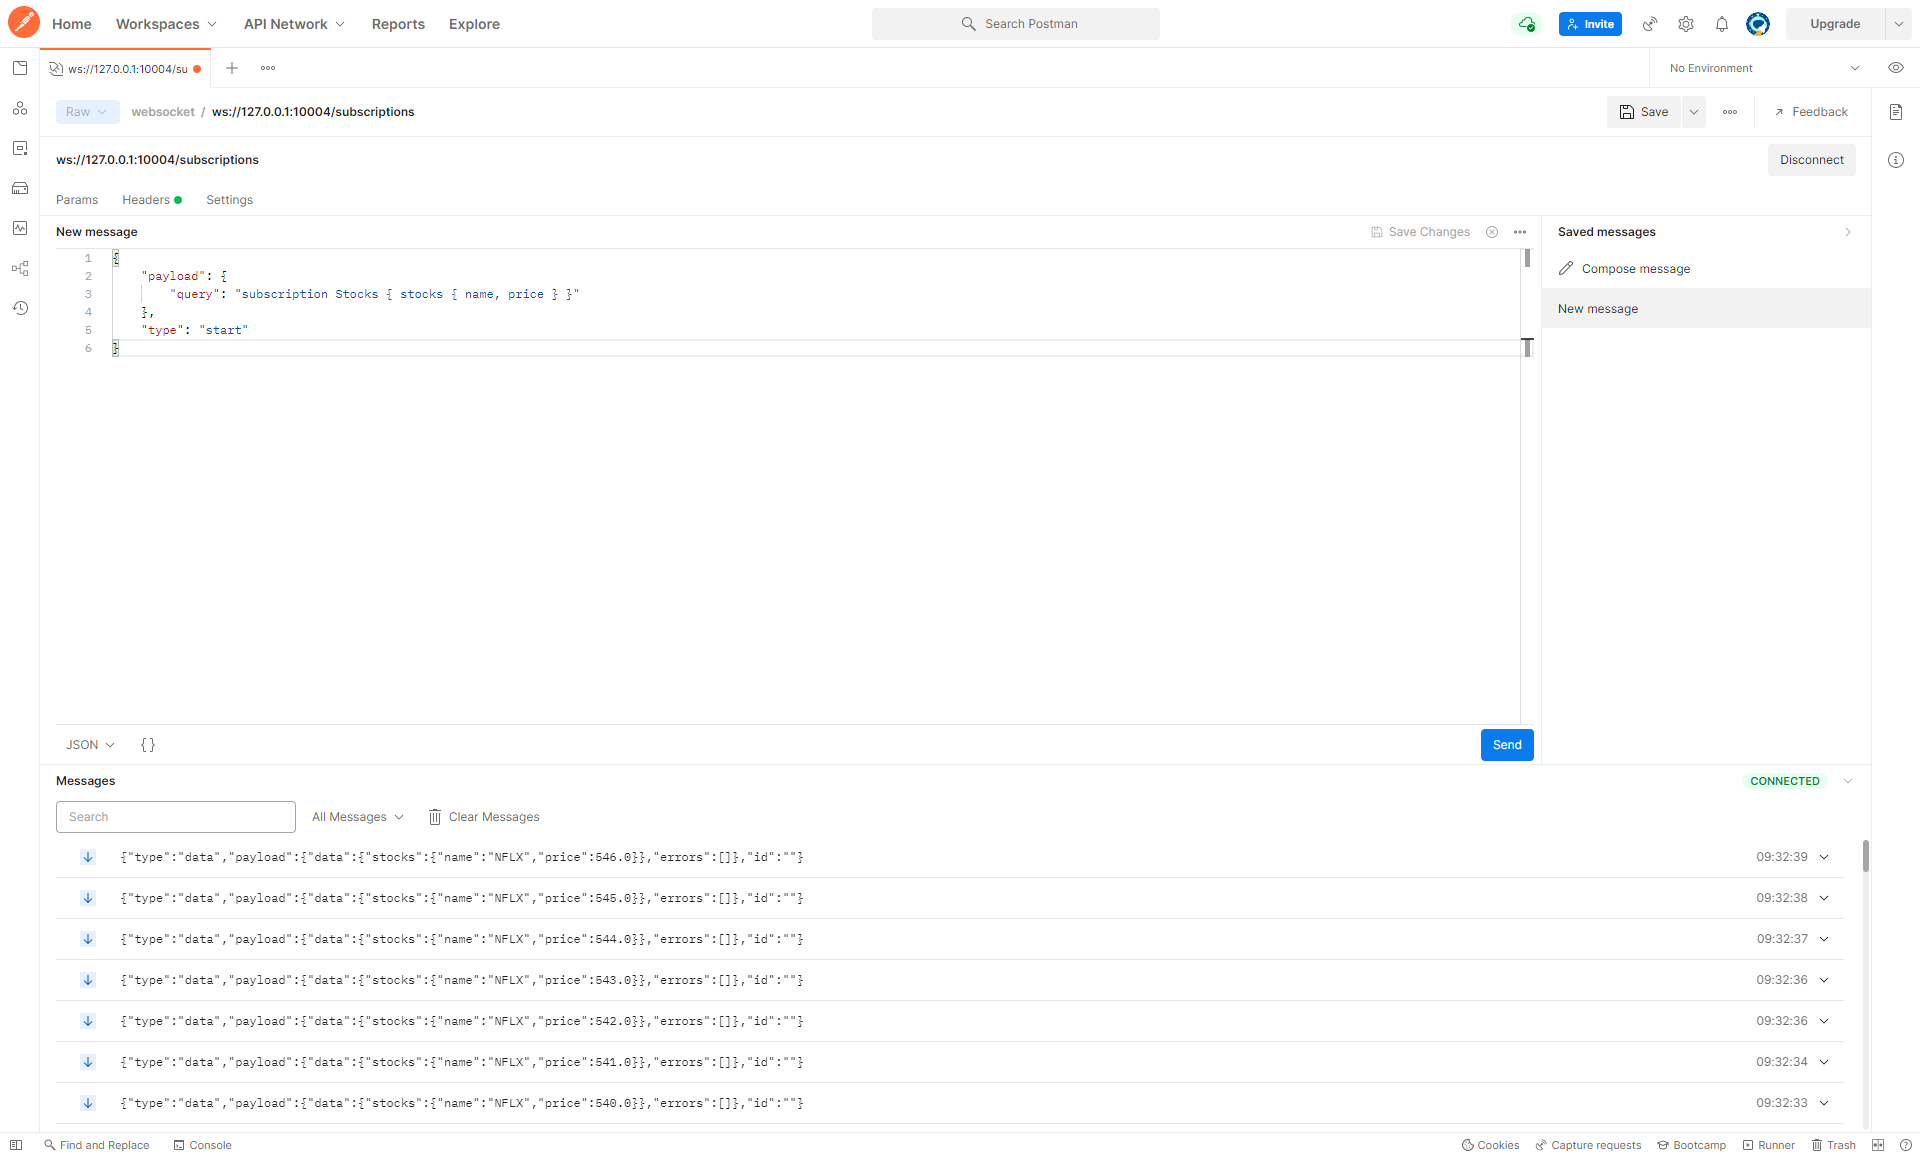 Home Workspaces API Network Reports Explore Search Postman Invite Upgrade
ws://127.0.0.1:10004/su No Environment
Raw websocket / ws://127.0.0.1:10004/subscriptions Save Feedback
ws://127.0.0.1:10004/subscriptions Disconnect
Params Headers Settings
New message Save Changes Saved messages
Compose message
New message
1 {
2 "payload": {
3 "query": "subscription Stocks { stocks { name, price } }"
4 },
5 "type": "start"
6 }
JSON {} Send
Messages CONNECTED
Search All Messages Clear Messages
{"type":"data","payload":{"data":{"stocks":{"name":"NFLX","price":546.0}},"errors":[]},"id":""} 09:32:39
{"type":"data","payload":{"data":{"stocks":{"name":"NFLX","price":545.0}},"errors":[]},"id":""} 09:32:38
{"type":"data","payload":{"data":{"stocks":{"name":"NFLX","price":544.0}},"errors":[]},"id":""} 09:32:37
{"type":"data","payload":{"data":{"stocks":{"name":"NFLX","price":543.0}},"errors":[]},"id":""} 09:32:36
{"type":"data","payload":{"data":{"stocks":{"name":"NFLX","price":542.0}},"errors":[]},"id":""} 09:32:36
{"type":"data","payload":{"data":{"stocks":{"name":"NFLX","price":541.0}},"errors":[]},"id":""} 09:32:34
{"type":"data","payload":{"data":{"stocks":{"name":"NFLX","price":540.0}},"errors":[]},"id":""} 09:32:33
Find and Replace Console Cookies Capture requests Bootcamp Runner Trash